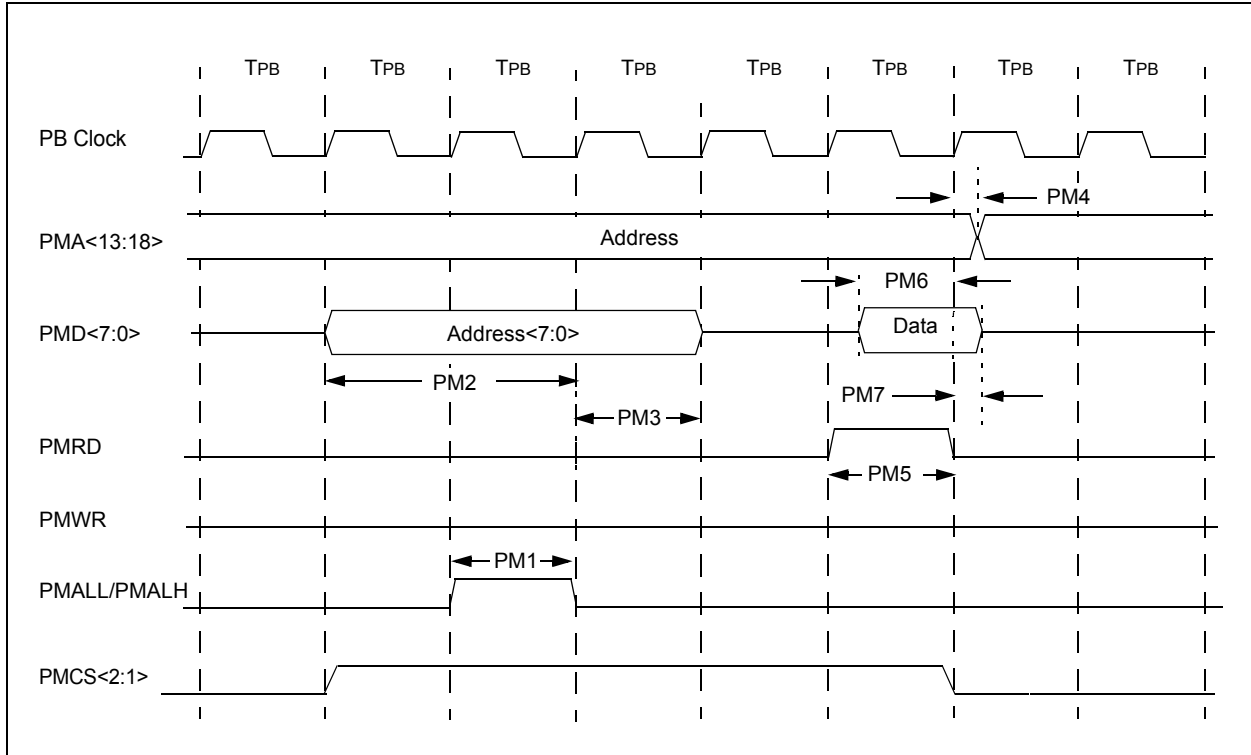 TPB TPB TPB TPB TPB TPB TPB TPB
PB Clock
PM4
PMA<13:18>
Address
PM6
PMD<7:0>
Address<7:0>
Data
PM2
PM7
PM3
PMRD
PM5
PMWR
PM1
PMALL/PMALH
PMCS<2:1>